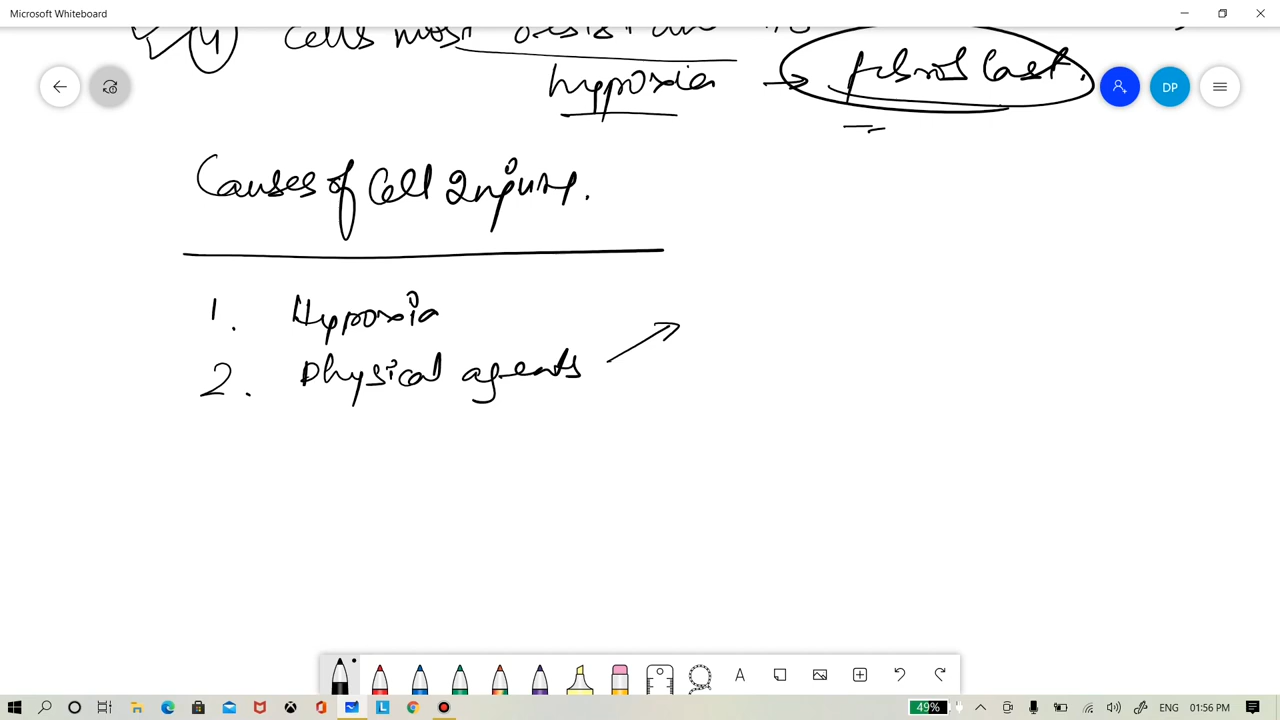 Microsoft Whiteboard
4 Cells most
hypoxia → fibroblast.
DP
Causes of Cell Injury.
1. Hypoxia
2. Physical agents
A
49%
ENG
01:56 PM